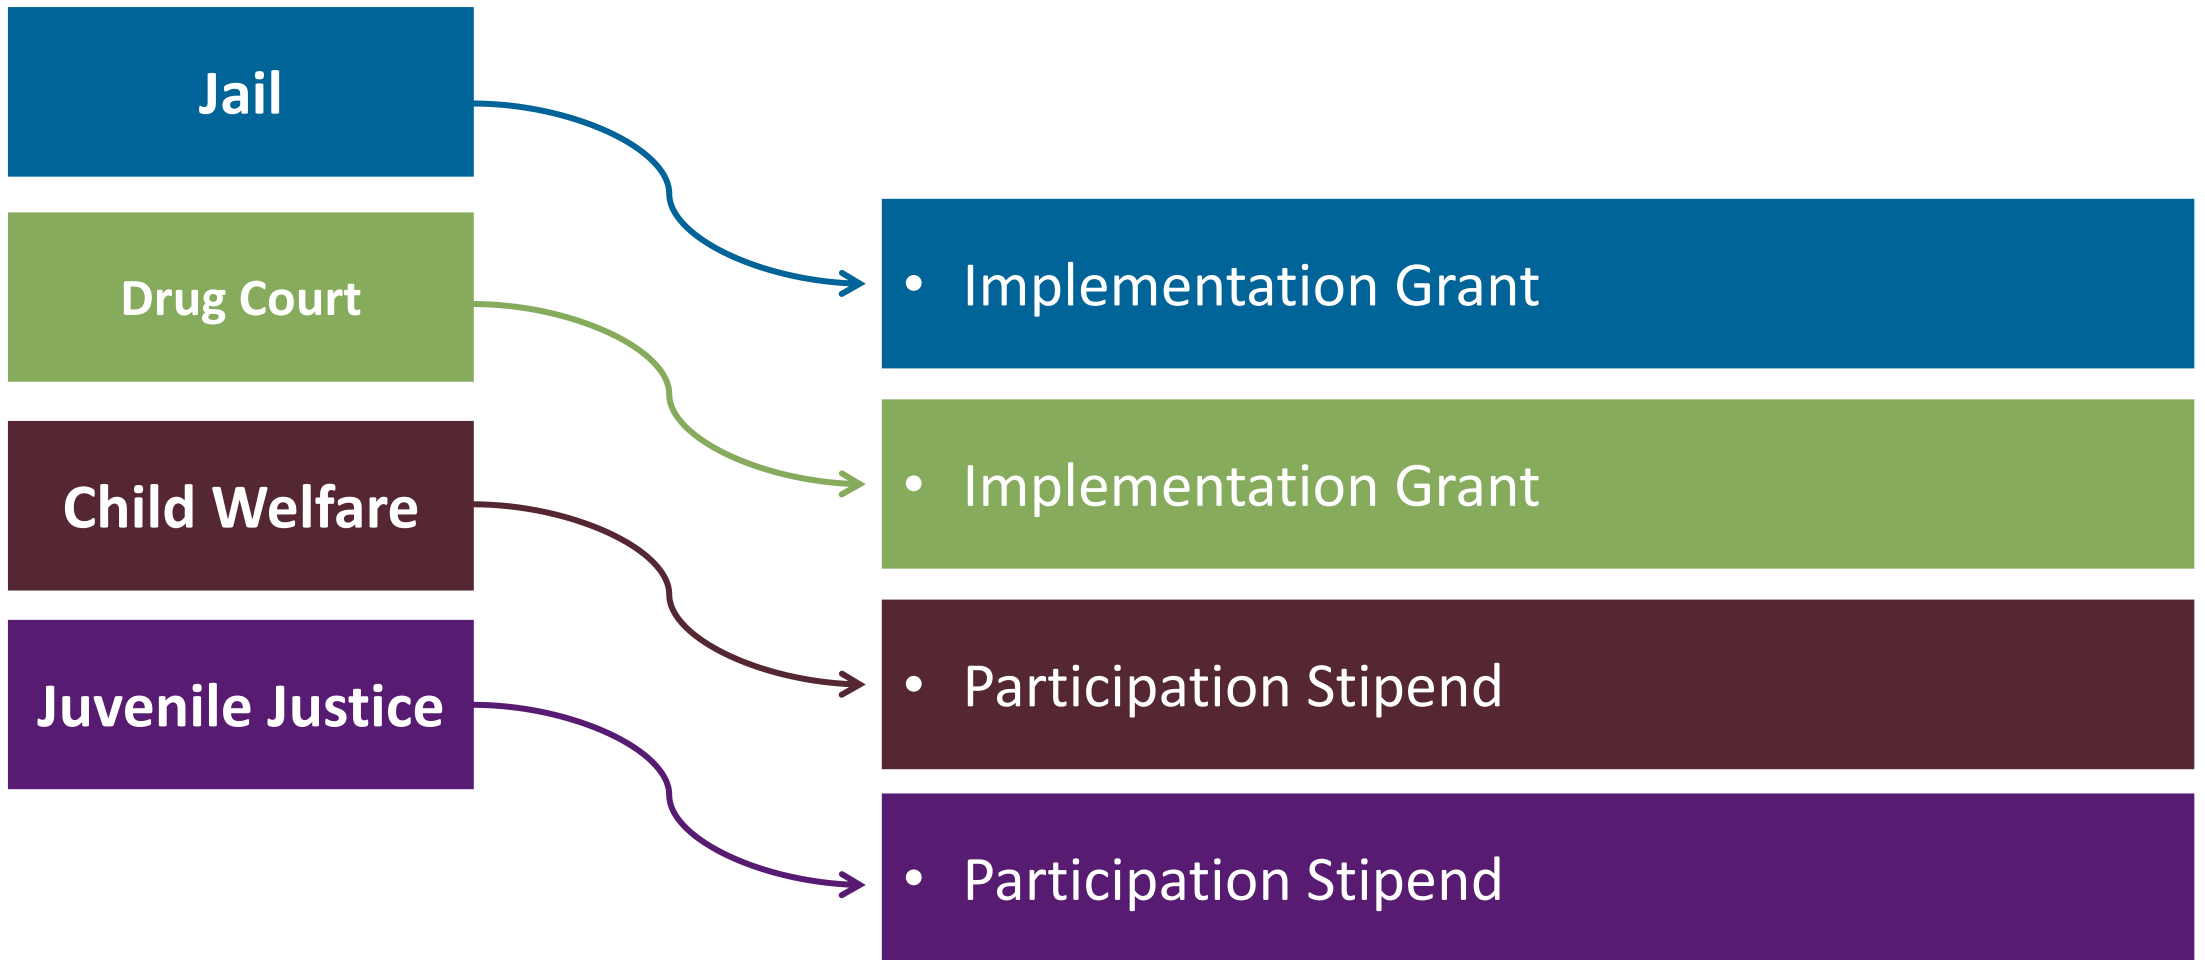 Jail
Drug Court
Child Welfare
Juvenile Justice
• Implementation Grant
• Implementation Grant
• Participation Stipend
• Participation Stipend